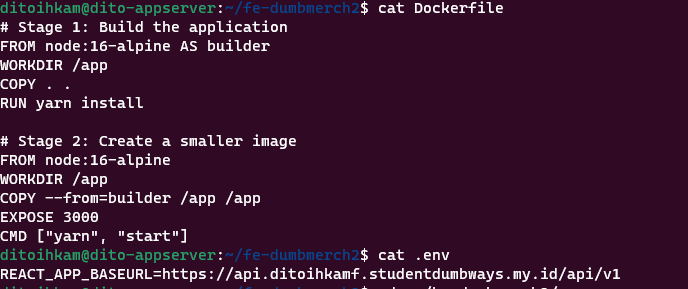 ditoihkam@dito-appserver:~/fe-dumbmerch2$ cat Dockerfile
# Stage 1: Build the application
FROM node:16-alpine AS builder
WORKDIR /app
COPY . .
RUN yarn install
# Stage 2: Create a smaller image
FROM node:16-alpine
WORKDIR /app
COPY --from=builder /app /app
EXPOSE 3000
CMD ["yarn", "start"]
ditoihkam@dito-appserver:~/fe-dumbmerch2$ cat .env
REACT_APP_BASEURL=https://api.ditoihkamf.studentdumbways.my.id/api/v1